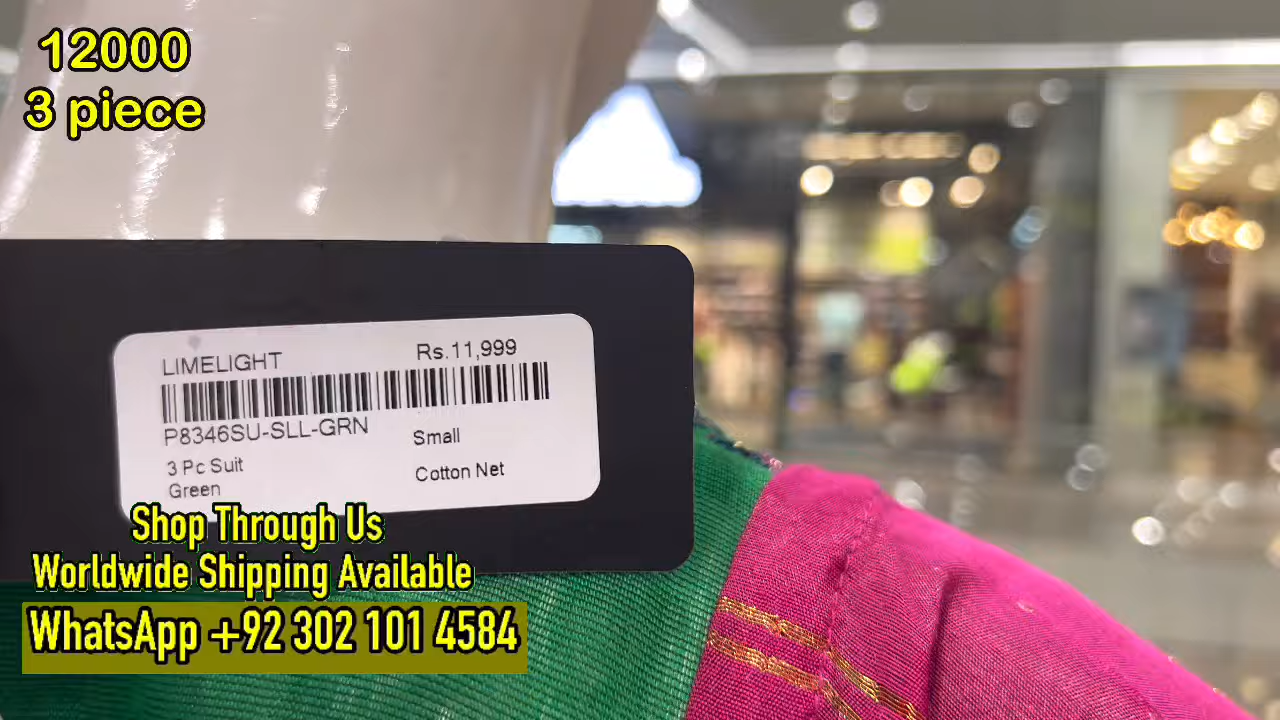 12000
3 piece
LIMELIGHT Rs.11,999
P8346SU-SLL-GRN
Small
3 Pc Suit
Cotton Net
Green
Shop Through Us
Worldwide Shipping Available
WhatsApp +92 302 101 4584